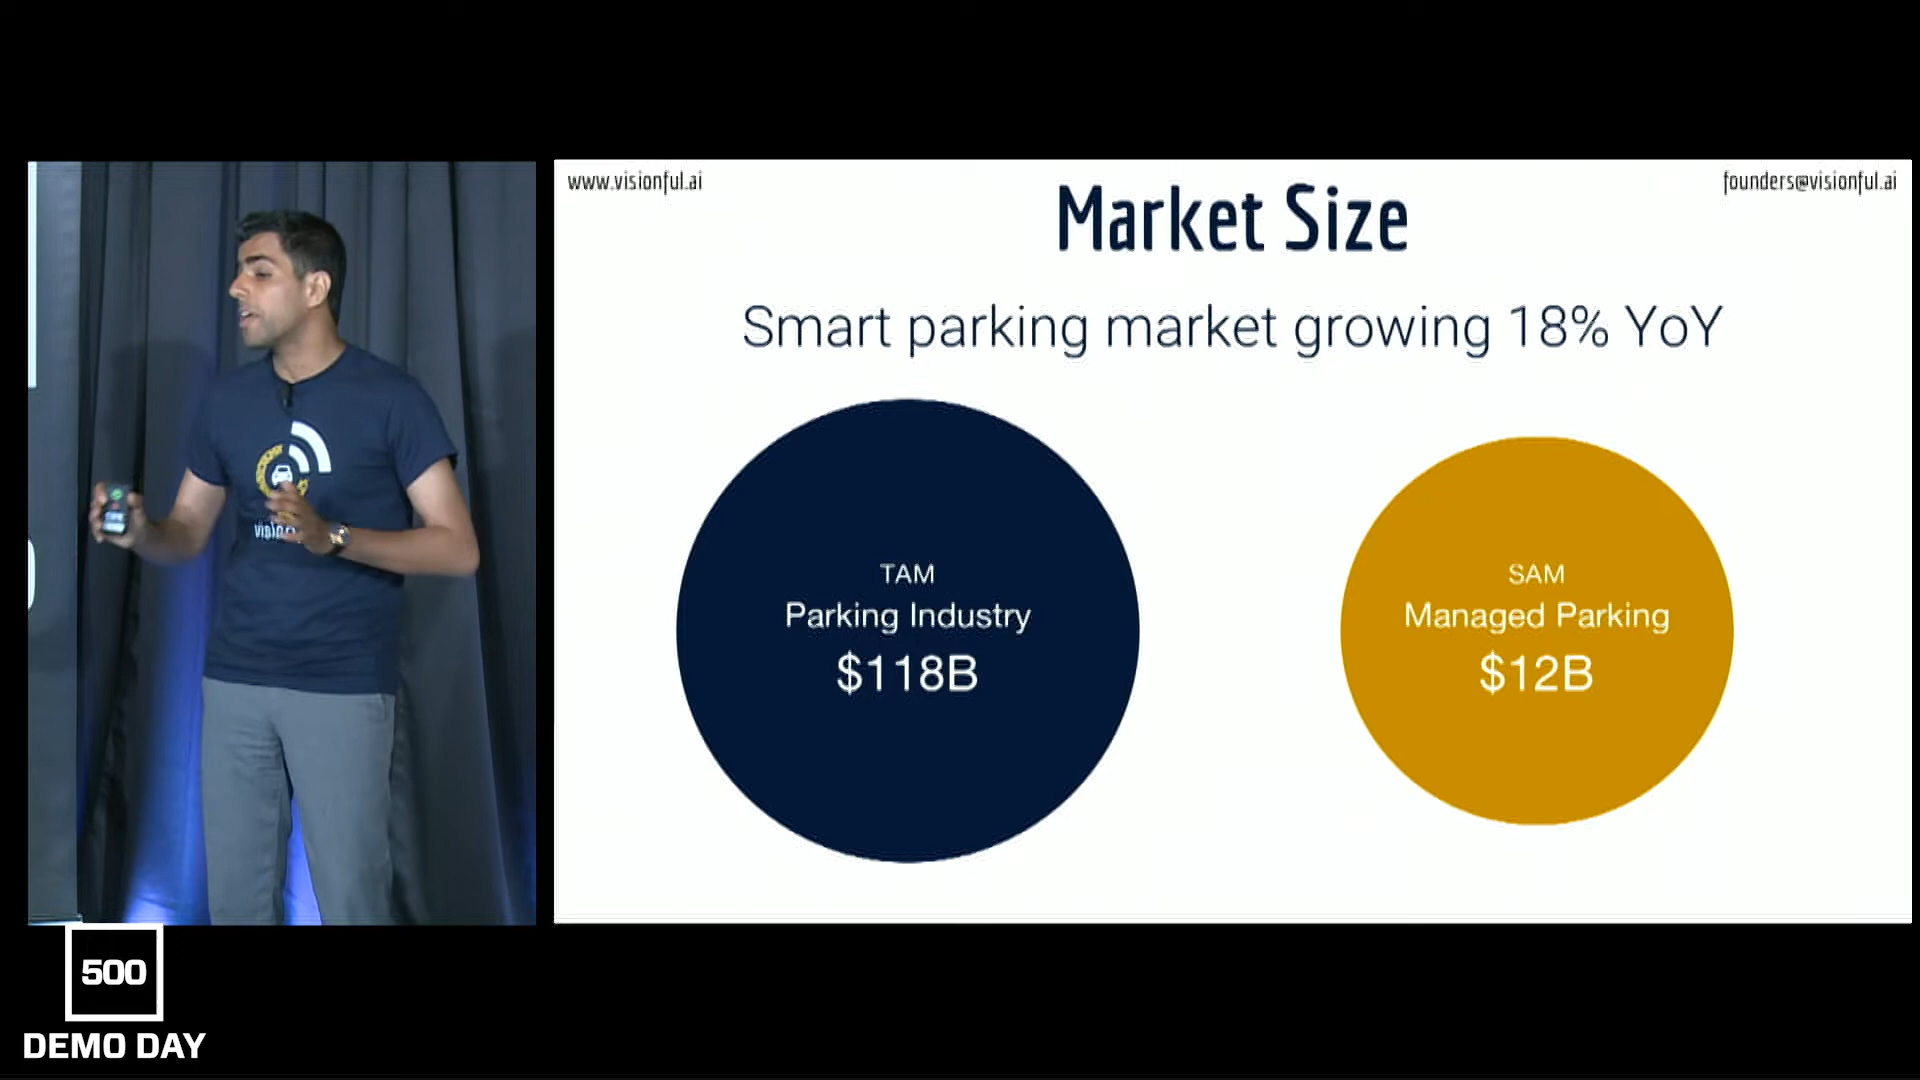 www.visionful.ai
founders@visionful.ai
Market Size
Smart parking market growing 18% YoY
TAM
Parking Industry
$118B
SAM
Managed Parking
$12B
500
DEMO DAY